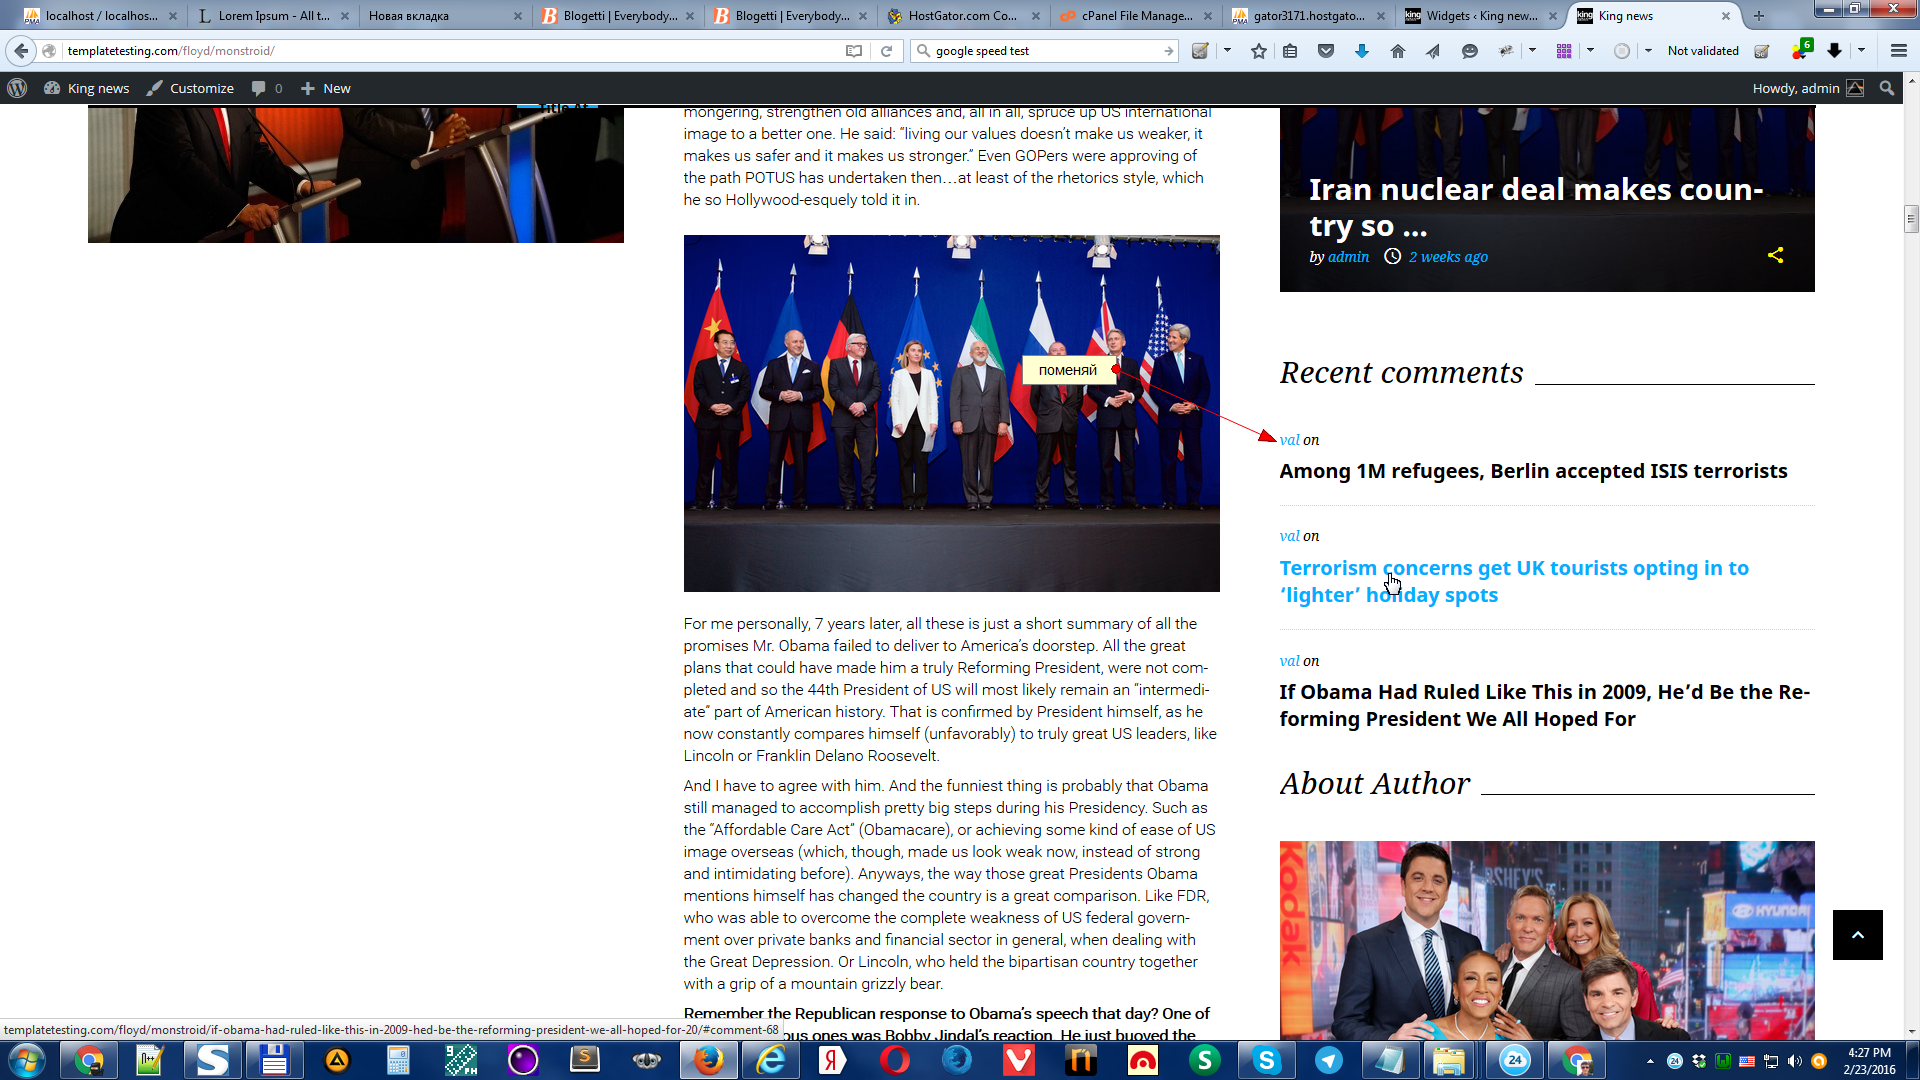 localhost / localhos...
Lorem Ipsum - All t...
Новая вкладка
Blogetti | Everybody...
Blogetti | Everybody...
HostGator.com Co...
cPanel File Manage...
gator3171.hostgato...
Widgets ‹ King new...
King news
templatetesting.com/floyd/monstroid/
google speed test
Not validated
6
King news
Customize
0
New
Howdy, admin
mongering, strengthen old alliances and, all in all, spruce up US international
image to a better one. He said: “living our values doesn’t make us weaker, it
makes us safer and it makes us stronger.” Even GOPers were approving of
the path POTUS has undertaken then…at least of the rhetorics style, which
he so Hollywood-esquely told it in.
поменяй
For me personally, 7 years later, all these is just a short summary of all the
promises Mr. Obama failed to deliver to America’s doorstep. All the great
plans that could have made him a truly Reforming President, were not com-
pleted and so the 44th President of US will most likely remain an “intermedi-
ate” part of American history. That is confirmed by President himself, as he
now constantly compares himself (unfavorably) to truly great US leaders, like
Lincoln or Franklin Delano Roosevelt.
And I have to agree with him. And the funniest thing is probably that Obama
still managed to accomplish pretty big steps during his Presidency. Such as
the “Affordable Care Act” (Obamacare), or achieving some kind of ease of US
image overseas (which, though, made us look weak now, instead of strong
and intimidating before). Anyways, the way those great Presidents Obama
mentions himself has changed the country is a great comparison. Like FDR,
who was able to overcome the complete weakness of US federal govern-
ment over private banks and financial sector in general, when dealing with
the Great Depression. Or Lincoln, who held the bipartisan country together
with a grip of a mountain grizzly bear.
Remember the Republican response to Obama’s speech that day? One of
ous ones was Bobby Jindal’s reaction. He just buoyed the
Iran nuclear deal makes coun-
try so ...
by admin 2 weeks ago
Recent comments
val on
Among 1M refugees, Berlin accepted ISIS terrorists
val on
Terrorism concerns get UK tourists opting in to
‘lighter’ holiday spots
val on
If Obama Had Ruled Like This in 2009, He’d Be the Re-
forming President We All Hoped For
About Author
Kodak
HYUNDAI
templatetesting.com/floyd/monstroid/if-obama-had-ruled-like-this-in-2009-hed-be-the-reforming-president-we-all-hoped-for-20/#comment-68
24
4:27 PM
2/23/2016